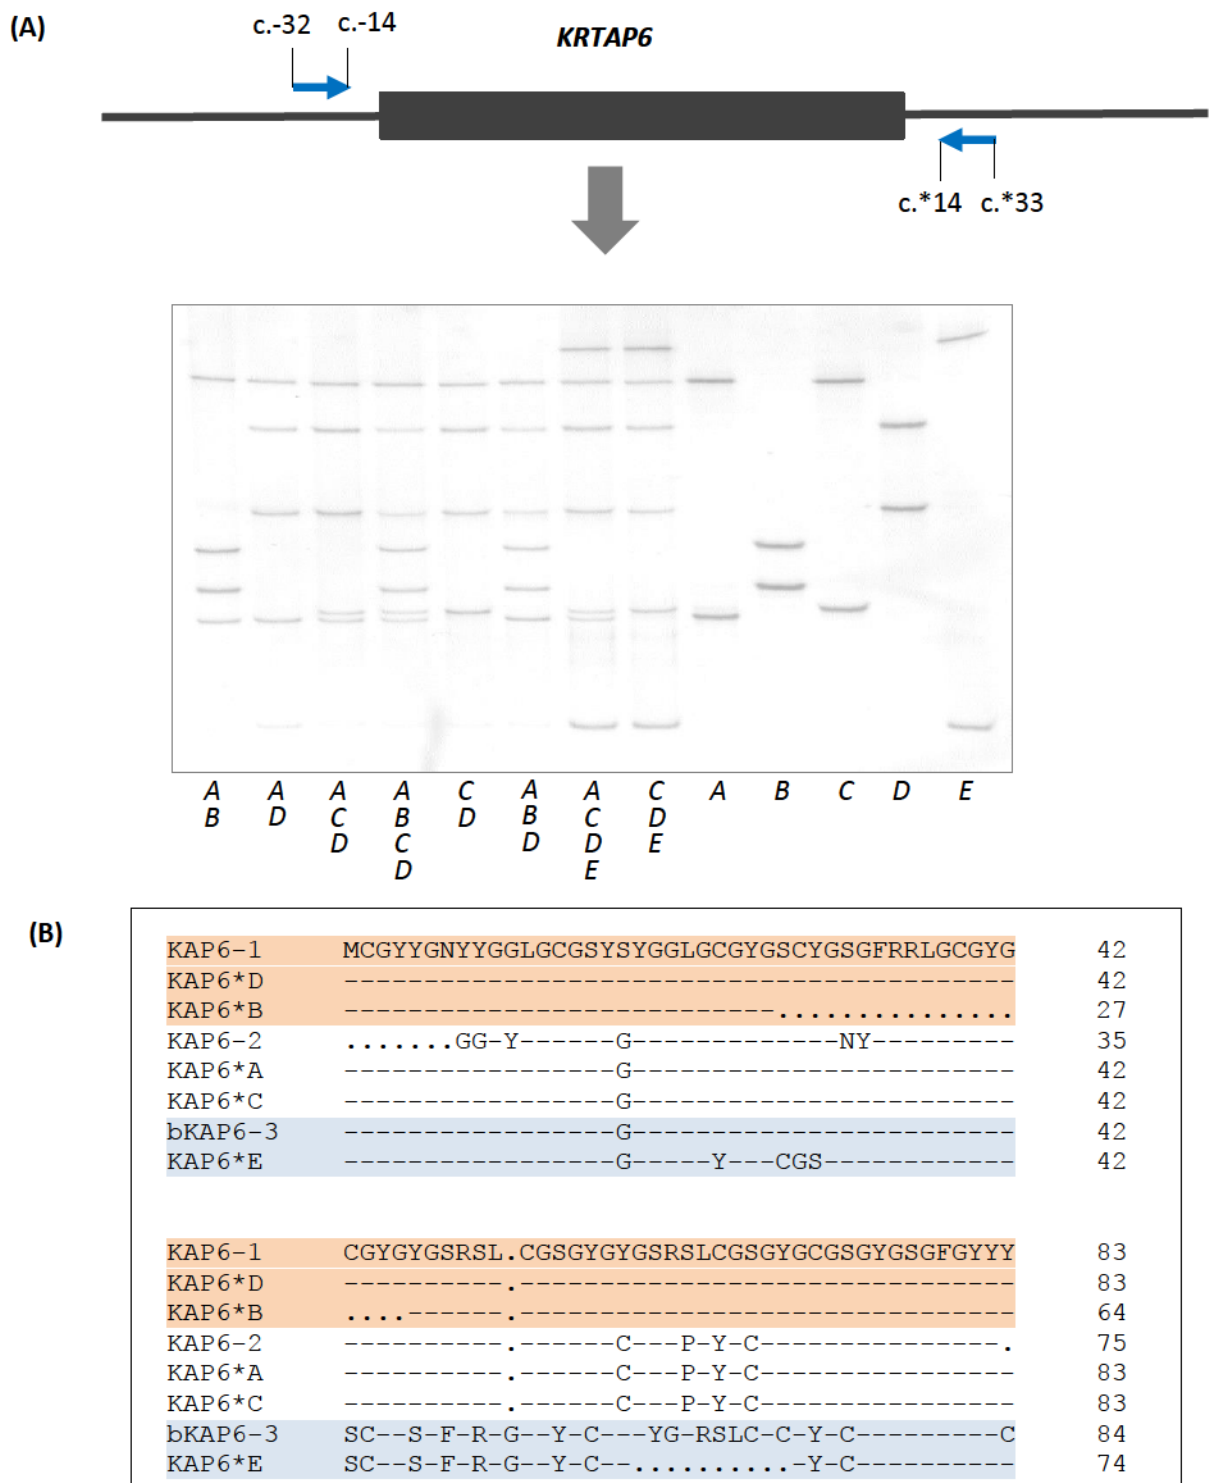 (A)
c.-32 c.-14 KRTAP6
c.*14 c.*33
A A A A C A A C A B C D E
B D C B D B C D
D C D D E
D E
(B)
KAP6-1 MCGYYGNYYGGLGCGSYSYGGLGCGYGSCYGSGFRRLGCGYG 42
KAP6*D ------------------------------------------ 42
KAP6*B ---------------------------............... 27
KAP6-2 .......GG-Y------G-------------NY--------- 35
KAP6*A -----------------G------------------------ 42
KAP6*C -----------------G------------------------ 42
bKAP6-3 -----------------G------------------------ 42
KAP6*E -----------------G-----Y---CGS------------ 42
KAP6-1 CGYGYGSRSL.CGSGYGYGSRSLCGSGYGCGSGYGSGFGYYY 83
KAP6*D ----------.------------------------------- 83
KAP6*B ....------.------------------------------- 64
KAP6-2 ----------.------C---P-Y-C---------------. 75
KAP6*A ----------.------C---P-Y-C---------------- 83
KAP6*C ----------.------C---P-Y-C---------------- 83
bKAP6-3 SC--S-F-R-G--Y-C---YG-RSLC-C-Y-C---------C 84
KAP6*E SC--S-F-R-G--Y-C--..........-Y-C---------- 74